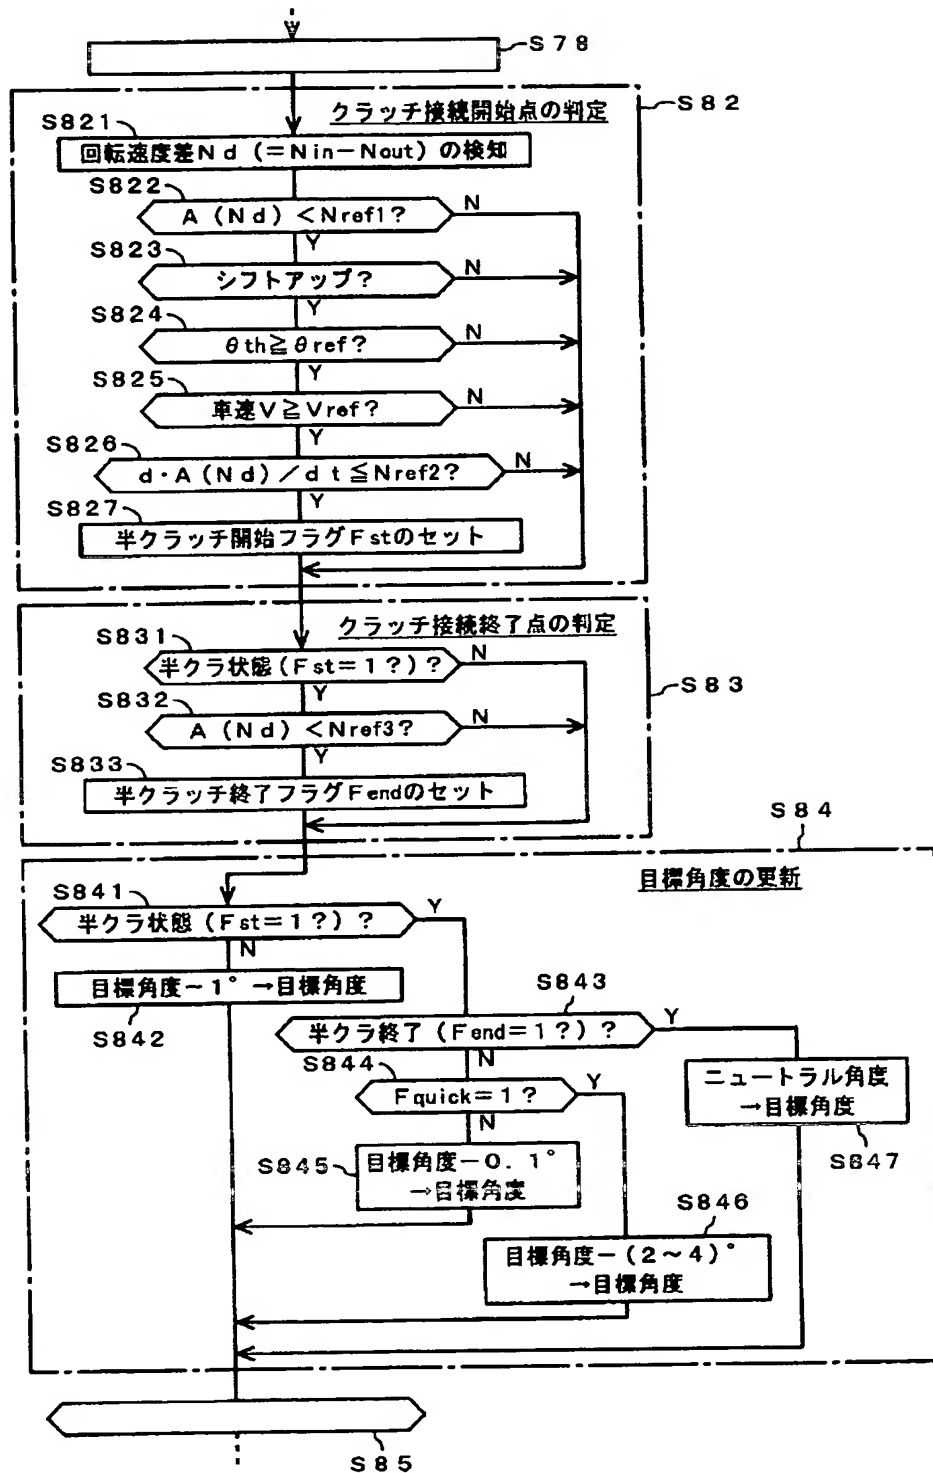 S78
S82
クラッチ接続開始点の判定
S821
回転速度差Nd(=Nin−Nout)の検知
S822
A(Nd)<Nref1?
N
Y
S823
シフトアップ?
N
Y
S824
θth≧θref?
N
Y
S825
車速V≧Vref?
N
Y
S826
d・A(Nd)/dt≦Nref2?
N
Y
S827
半クラッチ開始フラグFstのセット
クラッチ接続終了点の判定
S831
半クラ状態(Fst=1?)?
N
Y
S83
S832
A(Nd)<Nref3?
N
Y
S833
半クラッチ終了フラグFendのセット
S84
目標角度の更新
S841
半クラ状態(Fst=1?)?
Y
N
目標角度−1°→目標角度
S842
S843
半クラ終了(Fend=1?)?
Y
N
S844
Fquick=1?
Y
N
ニュートラル角度
→目標角度
S847
S845
目標角度−0.1°
→目標角度
S846
目標角度−(2~4)°
→目標角度
S85